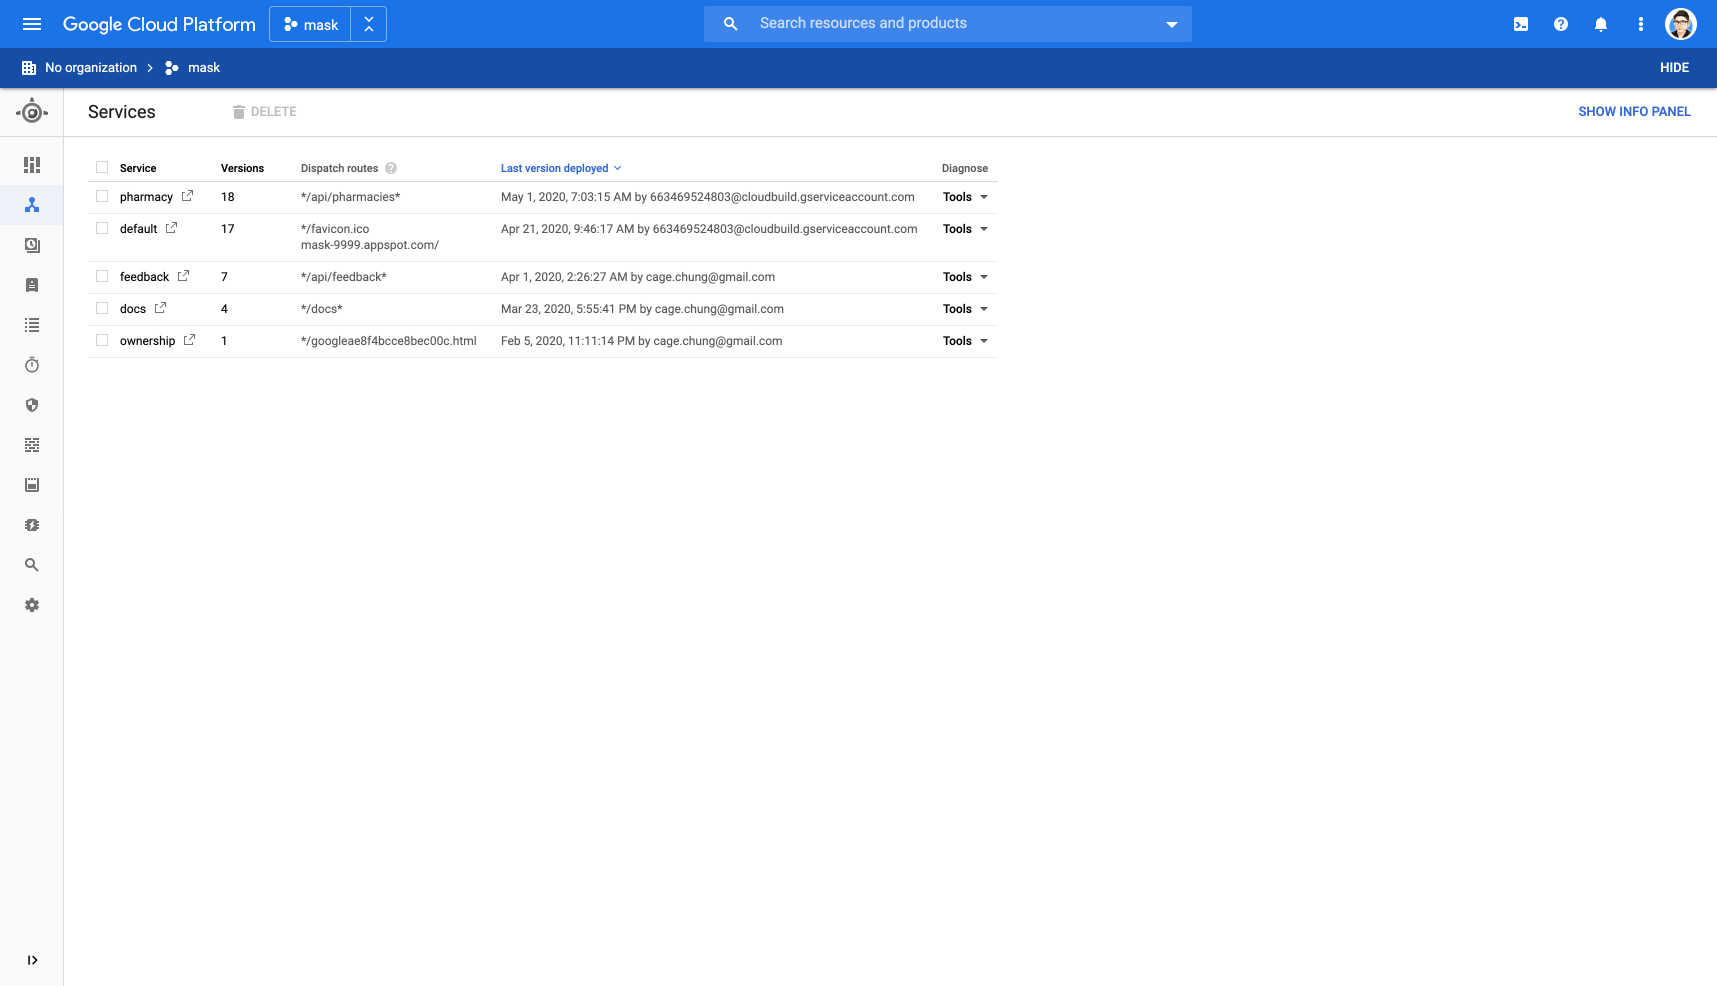 Google Cloud Platform mask Search resources and products
No organization mask HIDE
Services DELETE SHOW INFO PANEL
Service Versions Dispatch routes Last version deployed Diagnose
pharmacy 18 */api/pharmacies* May 1, 2020, 7:03:15 AM by 663469524803@cloudbuild.gserviceaccount.com Tools
default 17 */favicon.ico Apr 21, 2020, 9:46:17 AM by 663469524803@cloudbuild.gserviceaccount.com Tools
mask-9999.appspot.com/
feedback 7 */api/feedback* Apr 1, 2020, 2:26:27 AM by cage.chung@gmail.com Tools
docs 4 */docs* Mar 23, 2020, 5:55:41 PM by cage.chung@gmail.com Tools
ownership 1 */googleae8f4bcce8bec00c.html Feb 5, 2020, 11:11:14 PM by cage.chung@gmail.com Tools